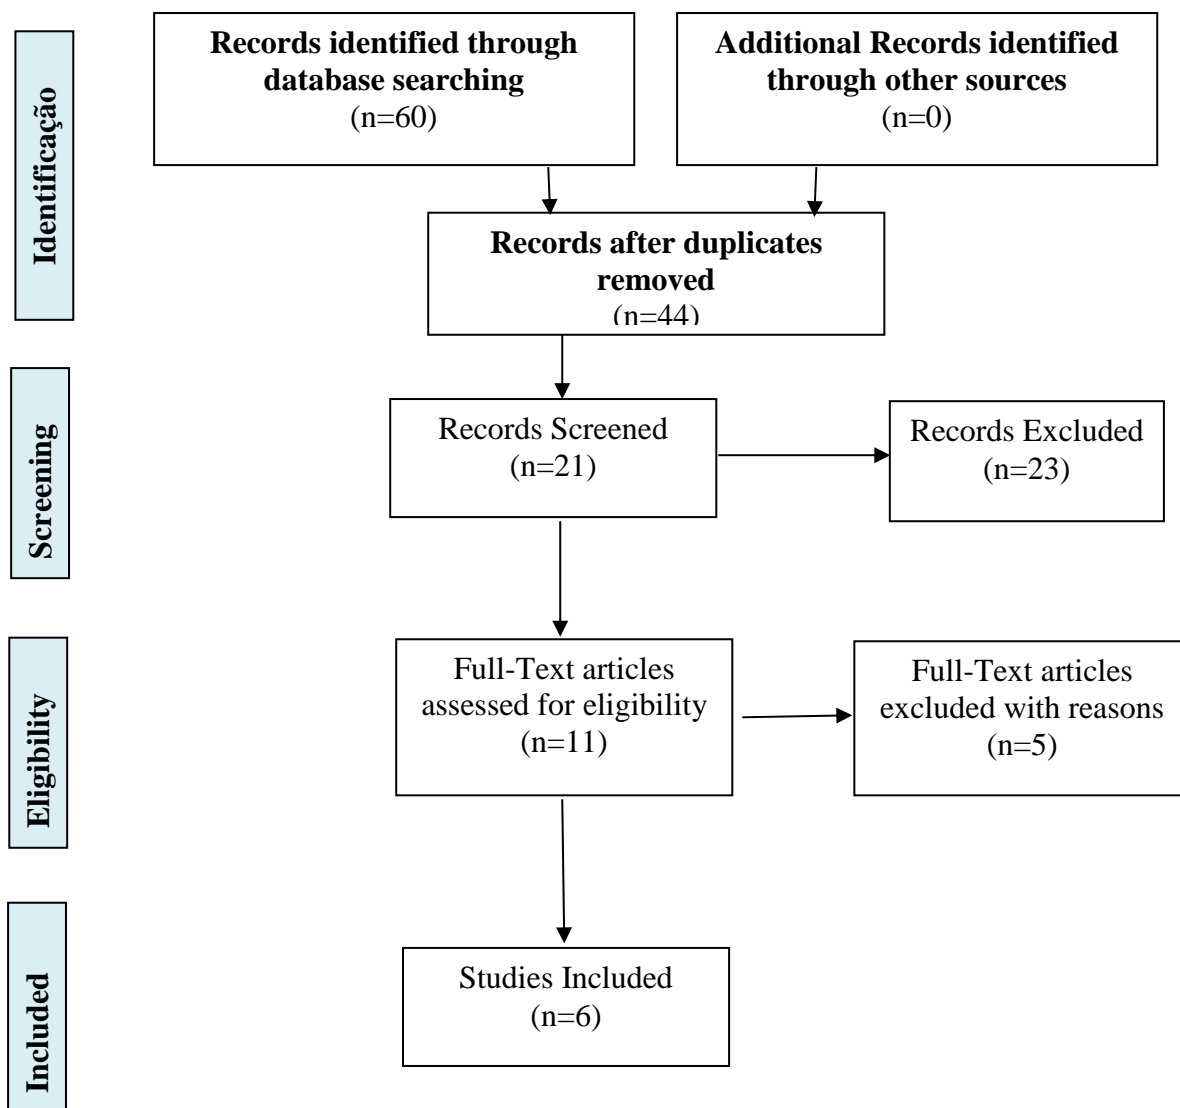 Identificação
Records identified through
database searching
(n=60)
Additional Records identified
through other sources
(n=0)
Records after duplicates
removed
(n=44)
Screening
Records Screened
(n=21)
Records Excluded
(n=23)
Eligibility
Full-Text articles
assessed for eligibility
(n=11)
Full-Text articles
excluded with reasons
(n=5)
Included
Studies Included
(n=6)